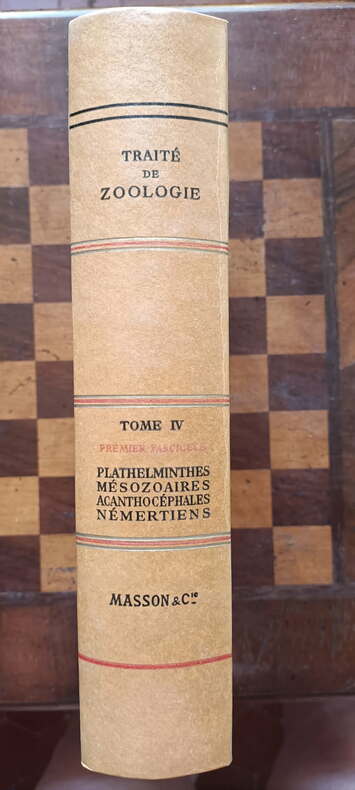 TRAITÉ
DE
ZOOLOGIE
TOME IV
PREMIER FASCICULE
PLATHELMINTHES
MÉSOZOAIRES
ACANTHOCÉPHALES
NÉMERTIENS
MASSON & Cie